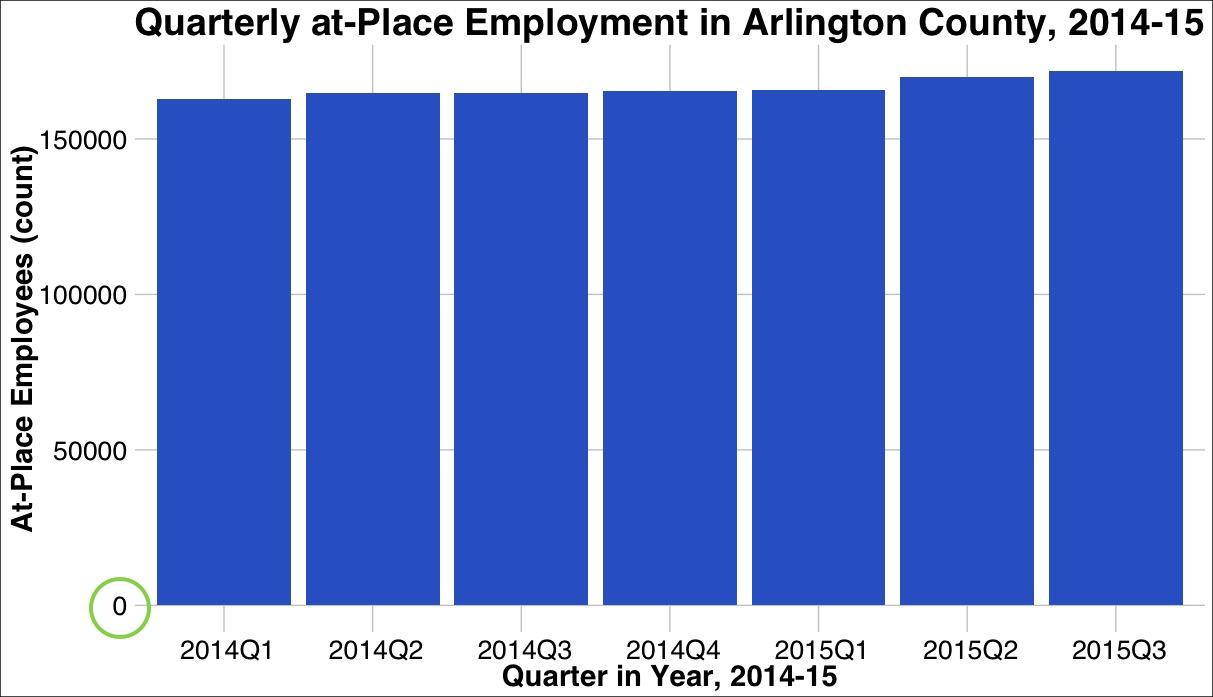 Quarterly at-Place Employment in Arlington County, 2014-15
At-Place Employees (count)
150000
100000
50000
0
2014Q1 2014Q2 2014Q3 2014Q4 2015Q1 2015Q2 2015Q3
Quarter in Year, 2014-15